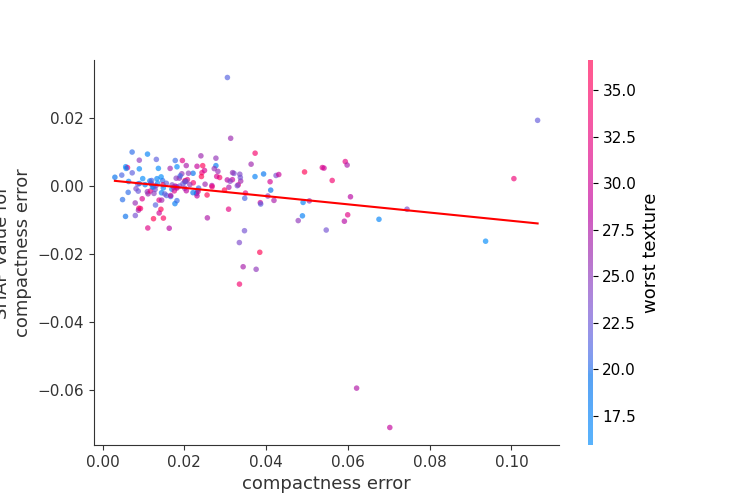 0.02
0.00
−0.02
−0.04
−0.06
SHAP value for
compactness error
0.00 0.02 0.04 0.06 0.08 0.10
compactness error
35.0
32.5
30.0
27.5
25.0
22.5
20.0
17.5
worst texture